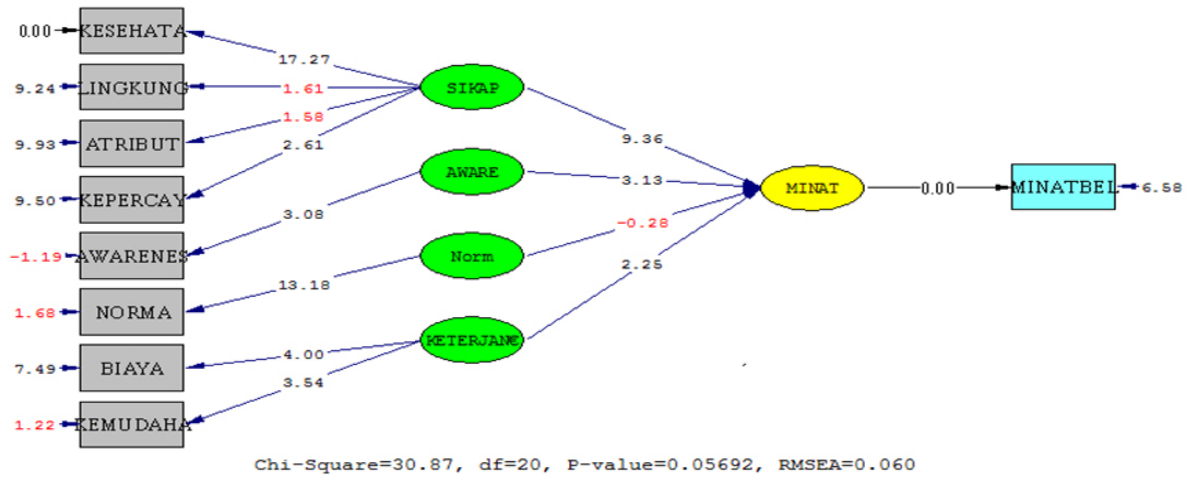 0.00 KESEHATA
17.27
9.24 LINGKUNG 1.61 SIKAP
1.58
9.36
9.93 ATRIBUT 2.61
AWARE 3.13 MINAT 0.00 MINATBEL 6.58
9.50 KEPERCAY
3.08
-0.28
-1.19 AWARENES Norm
2.25
13.18
1.68 NORMA
KETERJANG
4.00
7.49 BIAYA
3.54
1.22 KEMUDAHA
Chi-Square=30.87, df=20, P-value=0.05692, RMSEA=0.060